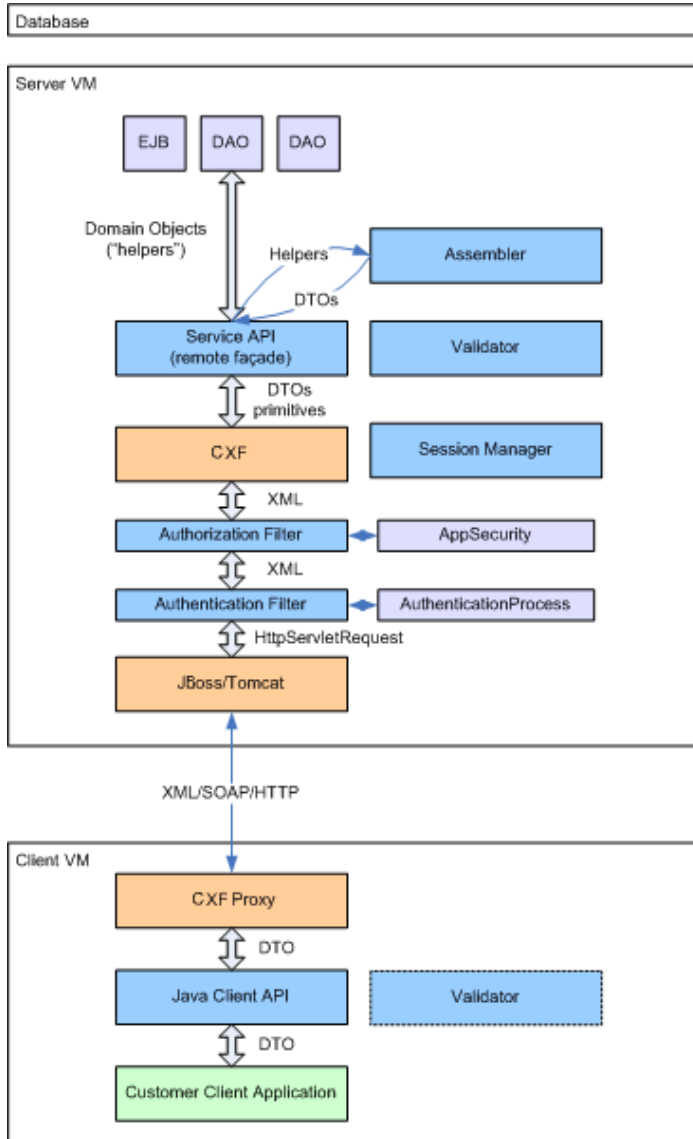 Database
Server VM
EJB
DAO
DAO
Domain Objects
("helpers")
Helpers
Assembler
DTOs
Service API
(remote façade)
Validator
DTOs
primitives
CXF
Session Manager
XML
Authorization Filter
AppSecurity
XML
Authentication Filter
AuthenticationProcess
HttpServletRequest
JBoss/Tomcat
XML/SOAP/HTTP
Client VM
CXF Proxy
DTO
Java Client API
Validator
DTO
Customer Client Application